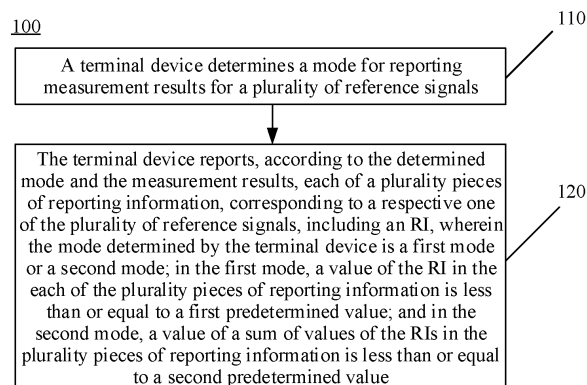 100
110
A terminal device determines a mode for reporting
measurement results for a plurality of reference signals
The terminal device reports, according to the determined
mode and the measurement results, each of a plurality pieces
of reporting information, corresponding to a respective one
of the plurality of reference signals, including an RI, wherein
the mode determined by the terminal device is a first mode
or a second mode; in the first mode, a value of the RI in the
each of the plurality pieces of reporting information is less
than or equal to a first predetermined value; and in the
second mode, a value of a sum of values of the RIs in the
plurality pieces of reporting information is less than or equal
to a second predetermined value
120